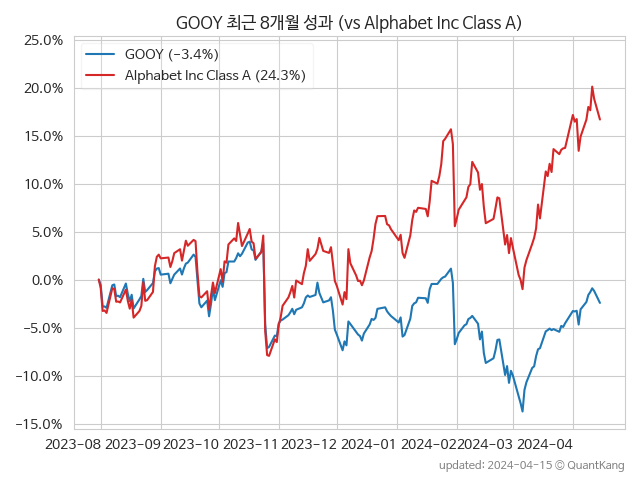 GOOY 최근 8개월 성과 (vs Alphabet Inc Class A)
GOOY (−3.4%)
Alphabet Inc Class A (24.3%)
25.0%
20.0%
15.0%
10.0%
5.0%
0.0%
−5.0%
−10.0%
−15.0%
2023-08 2023-09 2023-10 2023-11 2023-12 2024-01 2024-02 2024-03 2024-04
updated: 2024-04-15 © QuantKang